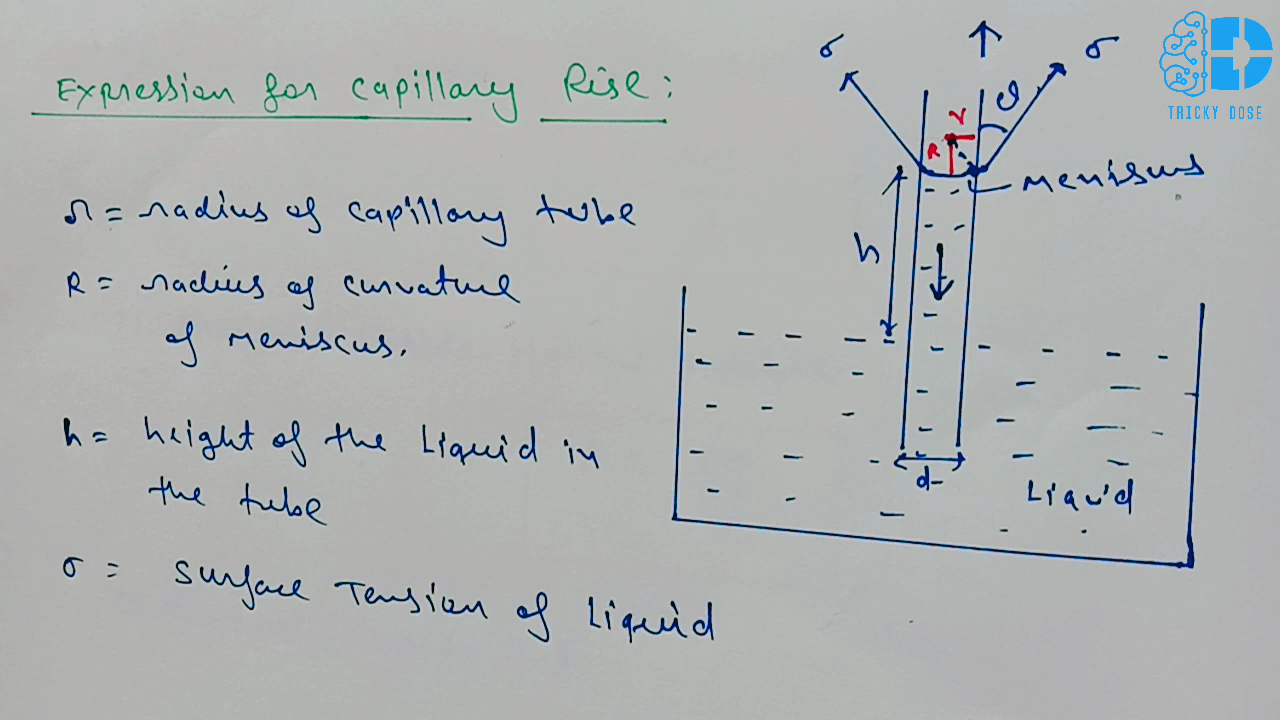 Expression for Capillary Rise:
r = radius of capillary tube
R = radius of curvature
of meniscus.
h = height of the Liquid in
the tube
σ = Surface Tension of Liquid
σ
σ
θ
r
R
meniscus
h
d
Liquid
TRICKY DOSE